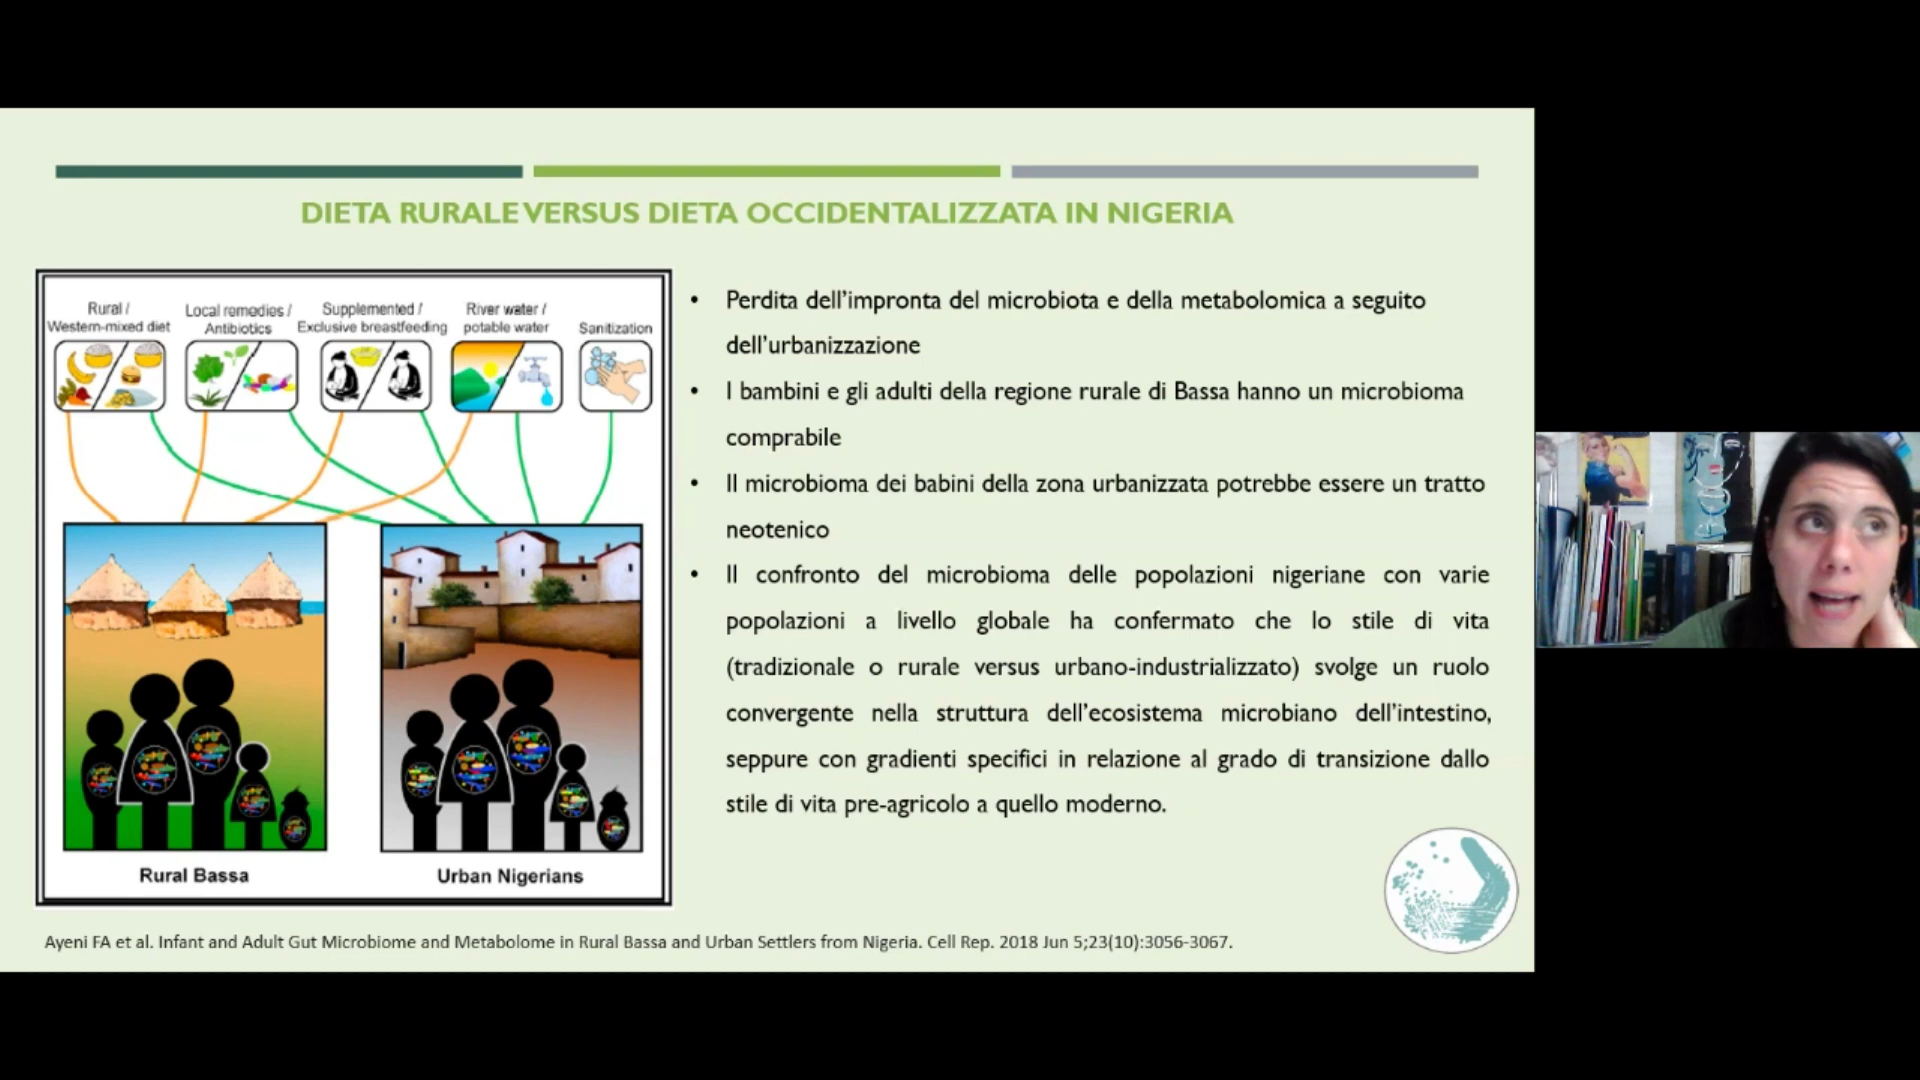 DIETA RURALE VERSUS DIETA OCCIDENTALIZZATA IN NIGERIA
Rural /
Western-mixed diet
Local remedies /
Antibiotics
Supplemented /
Exclusive breastfeeding
River water /
potable water
Sanitization
Rural Bassa
Urban Nigerians
• Perdita dell'impronta del microbiota e della metabolomica a seguito
dell'urbanizzazione
• I bambini e gli adulti della regione rurale di Bassa hanno un microbioma
comprabile
• Il microbioma dei babini della zona urbanizzata potrebbe essere un tratto
neotenico
• Il confronto del microbioma delle popolazioni nigeriane con varie
popolazioni a livello globale ha confermato che lo stile di vita
(tradizionale o rurale versus urbano-industrializzato) svolge un ruolo
convergente nella struttura dell'ecosistema microbiano dell'intestino,
seppure con gradienti specifici in relazione al grado di transizione dallo
stile di vita pre-agricolo a quello moderno.
Ayeni FA et al. Infant and Adult Gut Microbiome and Metabolome in Rural Bassa and Urban Settlers from Nigeria. Cell Rep. 2018 Jun 5;23(10):3056-3067.